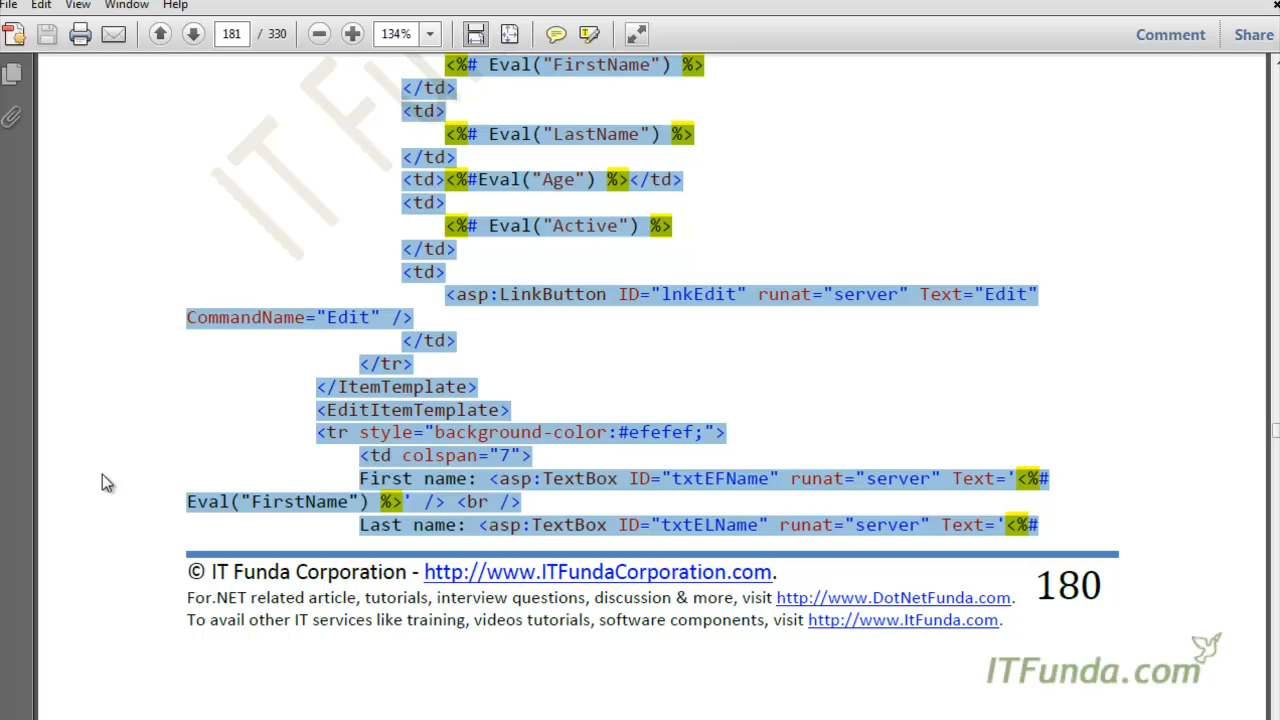 File Edit View Window Help
181 / 330 134% Comment Share
<%# Eval("FirstName") %>
</td>
<td>
<%# Eval("LastName") %>
</td>
<td><%#Eval("Age") %></td>
<td>
<%# Eval("Active") %>
</td>
<td>
<asp:LinkButton ID="lnkEdit" runat="server" Text="Edit"
CommandName="Edit" />
</td>
</tr>
</ItemTemplate>
<EditItemTemplate>
<tr style="background-color:#efefef;">
<td colspan="7">
First name: <asp:TextBox ID="txtEFName" runat="server" Text='<%#
Eval("FirstName") %>' /> <br />
Last name: <asp:TextBox ID="txtELName" runat="server" Text='<%#
© IT Funda Corporation - http://www.ITFundaCorporation.com.
180
For.NET related article, tutorials, interview questions, discussion & more, visit http://www.DotNetFunda.com.
To avail other IT services like training, videos tutorials, software components, visit http://www.ItFunda.com.
ITFunda.com